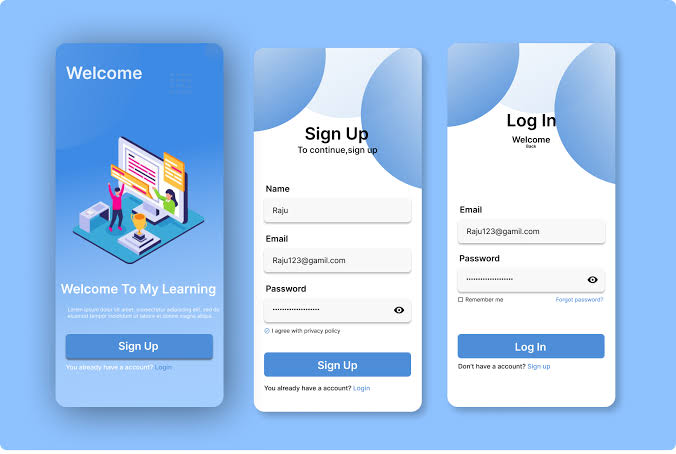 Welcome
Welcome To My Learning
Lorem ipsum dolor sit amet, consectetur adipiscing elit, sed do
eiusmod tempor incididunt ut labore et dolore magna aliqua.
Sign Up
You already have a account? Login
Sign Up
To continue,sign up
Name
Raju
Email
Raju123@gamil.com
Password
I agree with privacy policy
Sign Up
You already have a account? Login
Log In
Welcome
Back
Email
Raju123@gamil.com
Password
Remember me
Forgot password?
Log In
Don't have a account? Sign up